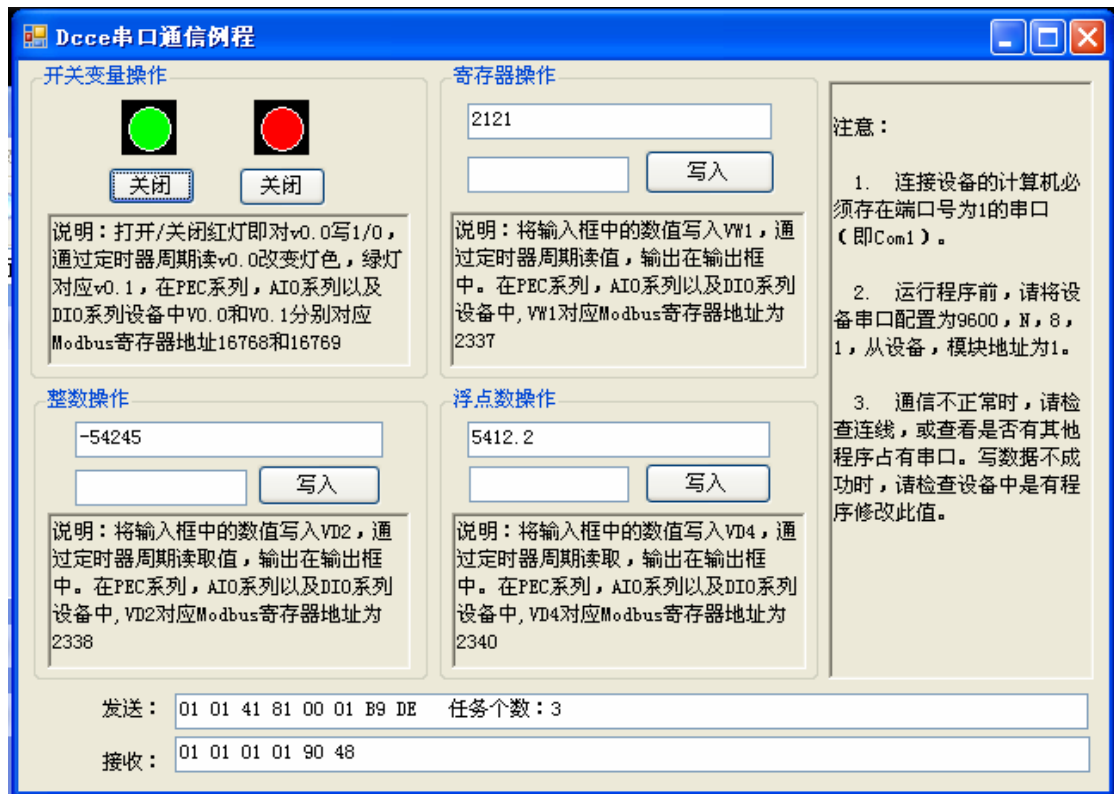 Dcce串口通信例程
开关变量操作
关闭
关闭
说明：打开/关闭红灯即对v0.0写1/0，
通过定时器周期读v0.0改变灯色，绿灯
对应v0.1，在PEC系列，AIO系列以及
DIO系列设备中V0.0和V0.1分别对应
Modbus寄存器地址16768和16769
寄存器操作
2121
写入
说明：将输入框中的数值写入VW1，通
过定时器周期读值，输出在输出框
中。在PEC系列，AIO系列以及DIO系列
设备中,VW1对应Modbus寄存器地址为
2337
整数操作
-54245
写入
说明：将输入框中的数值写入VD2，通
过定时器周期读取值，输出在输出框
中。在PEC系列，AIO系列以及DIO系列
设备中,VD2对应Modbus寄存器地址为
2338
浮点数操作
5412.2
写入
说明：将输入框中的数值写入VD4，通
过定时器周期读取，输出在输出框
中。在PEC系列，AIO系列以及DIO系列
设备中,VD4对应Modbus寄存器地址为
2340
注意：
1. 连接设备的计算机必
须存在端口号为1的串口
（即Com1）。
2. 运行程序前，请将设
备串口配置为9600，N，8，
1，从设备，模块地址为1。
3. 通信不正常时，请检
查连线，或查看是否有其他
程序占有串口。写数据不成
功时，请检查设备中是有程
序修改此值。
发送： 01 01 41 81 00 01 B9 DE 任务个数：3
接收： 01 01 01 01 90 48